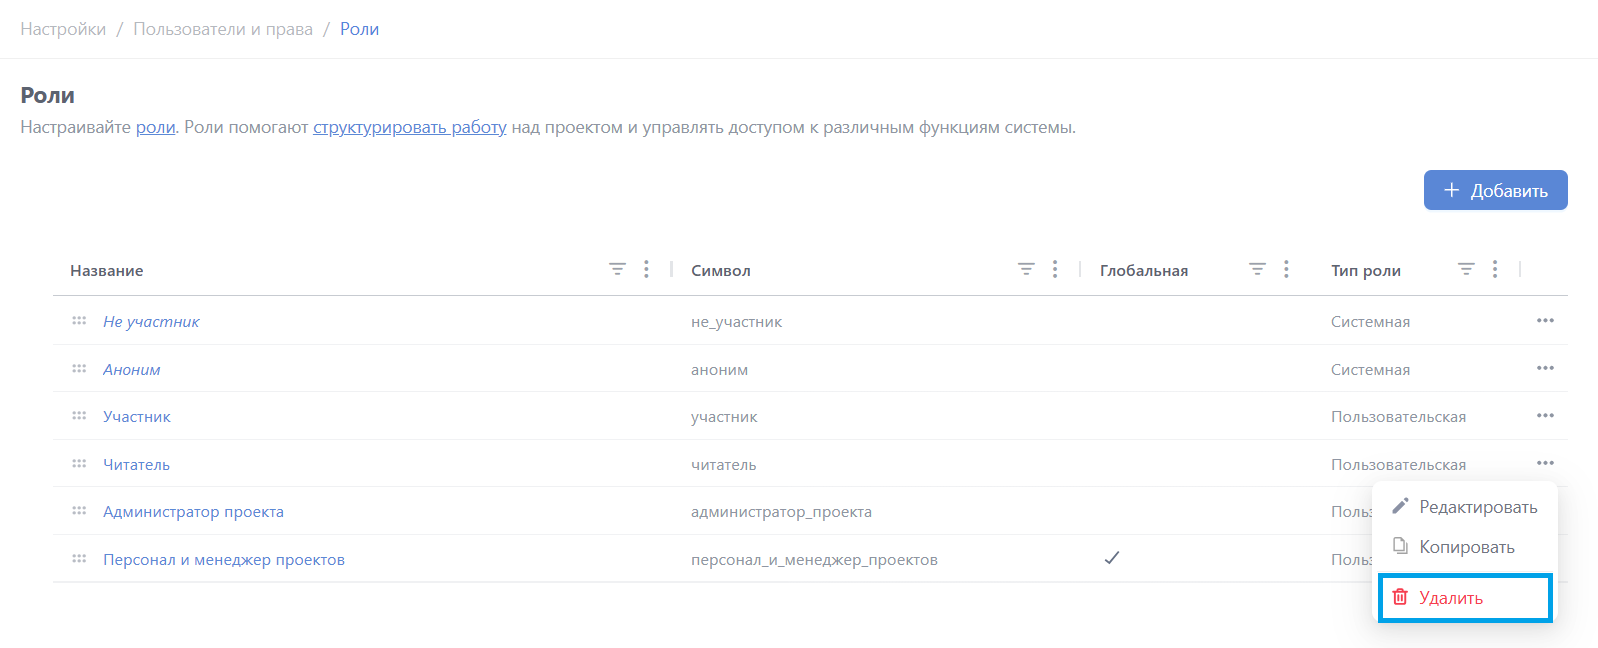 Настройки / Пользователи и права / Роли
Роли
Настраивайте роли. Роли помогают структурировать работу над проектом и управлять доступом к различным функциям системы.
+ Добавить
Название Символ Глобальная Тип роли
Не участник не_участник Системная
Аноним аноним Системная
Участник участник Пользовательская
Читатель читатель Пользовательская
Администратор проекта администратор_проекта Польз
Персонал и менеджер проектов персонал_и_менеджер_проектов Польз
Редактировать
Копировать
Удалить